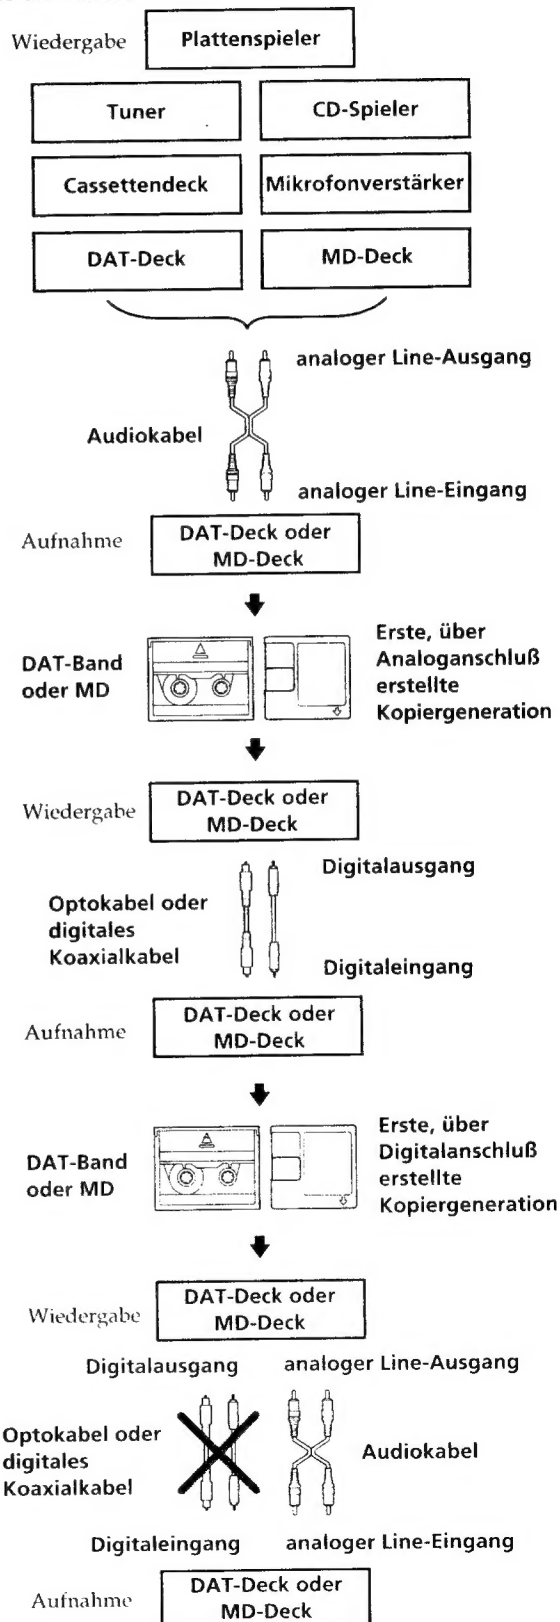 Wiedergabe
Plattenspieler
Tuner
CD-Spieler
Cassettendeck
Mikrofonverstärker
DAT-Deck
MD-Deck
analoger Line-Ausgang
Audiokabel
analoger Line-Eingang
Aufnahme
DAT-Deck oder
MD-Deck
DAT-Band
oder MD
Erste, über
Analoganschluß
erstellte
Kopiergeneration
Wiedergabe
DAT-Deck oder
MD-Deck
Digitalausgang
Optokabel oder
digitales
Koaxialkabel
Digitaleingang
Aufnahme
DAT-Deck oder
MD-Deck
DAT-Band
oder MD
Erste, über
Digitalanschluß
erstellte
Kopiergeneration
Wiedergabe
DAT-Deck oder
MD-Deck
Digitalausgang
analoger Line-Ausgang
Optokabel oder
digitales
Koaxialkabel
Audiokabel
Digitaleingang
analoger Line-Eingang
Aufnahme
DAT-Deck oder
MD-Deck